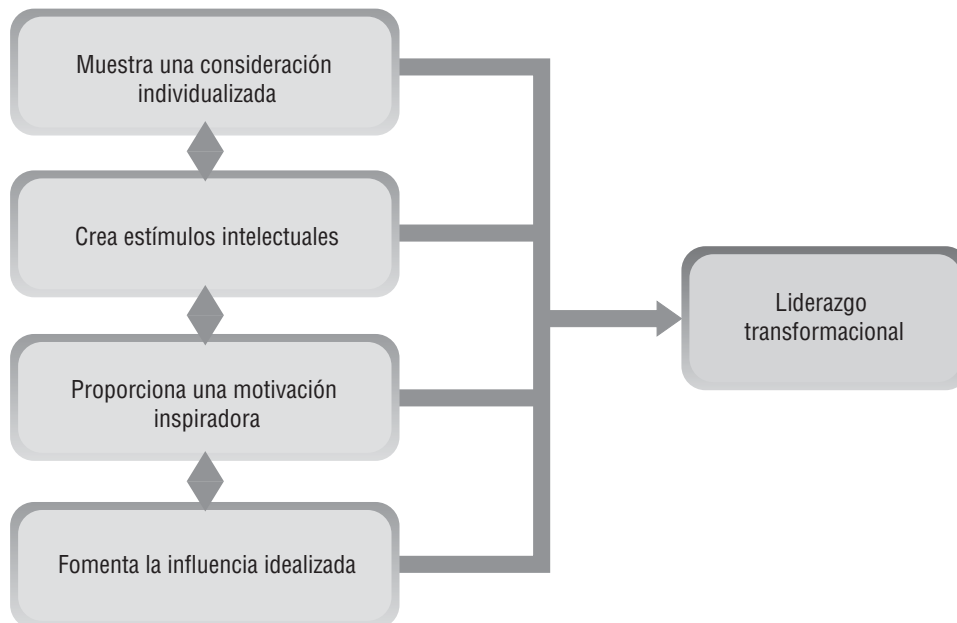 Muestra una consideración
individualizada
Crea estímulos intelectuales
Proporciona una motivación
inspiradora
Fomenta la influencia idealizada
Liderazgo
transformacional